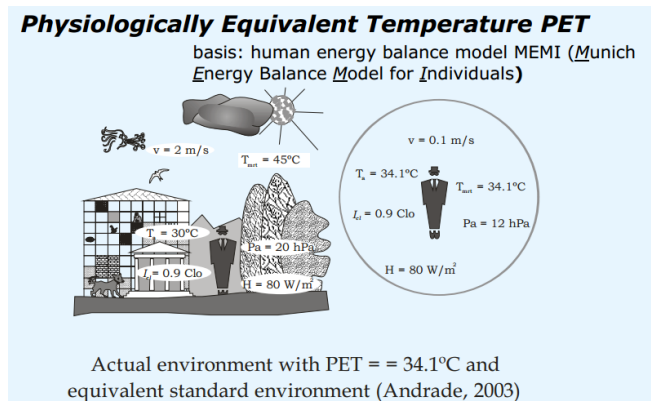 Physiologically Equivalent Temperature PET
basis: human energy balance model MEMI (Munich
Energy Balance Model for Individuals)
v = 2 m/s
Tmrt = 45ºC
Ta = 30ºC
Pa = 20 hPa
Icl = 0.9 Clo
H = 80 W/m²
v = 0.1 m/s
Ta = 34.1ºC
Tmrt = 34.1ºC
Icl = 0.9 Clo
Pa = 12 hPa
H = 80 W/m²
Actual environment with PET = = 34.1ºC and
equivalent standard environment (Andrade, 2003)